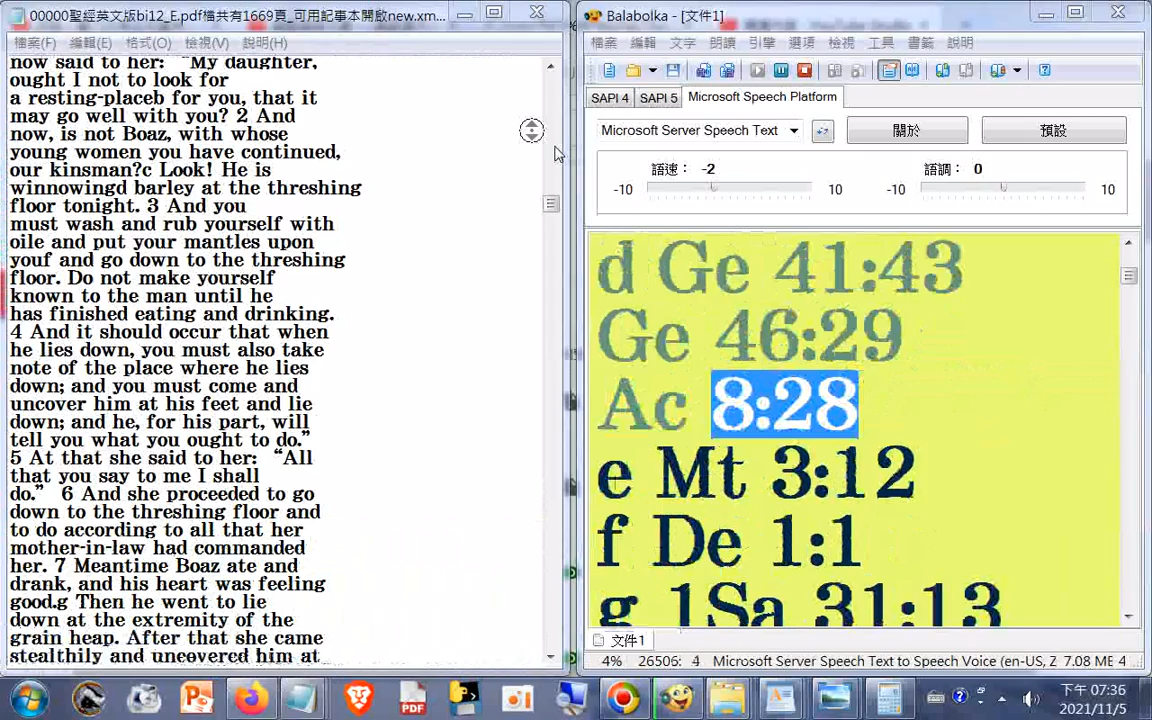 00000聖經英文版bi12_E.pdf檔共有1669頁_可用記事本開啟new.xm...
檔案(F) 編輯(E) 格式(O) 檢視(V) 說明(H)
now said to her: “My daughter,
ought I not to look for
a resting-placeb for you, that it
may go well with you? 2 And
now, is not Boaz, with whose
young women you have continued,
our kinsman?c Look! He is
winnowingd barley at the threshing
floor tonight. 3 And you
must wash and rub yourself with
oile and put your mantles upon
youf and go down to the threshing
floor. Do not make yourself
known to the man until he
has finished eating and drinking.
4 And it should occur that when
he lies down, you must also take
note of the place where he lies
down; and you must come and
uncover him at his feet and lie
down; and he, for his part, will
tell you what you ought to do.”
5 At that she said to her: “All
that you say to me I shall
do.” 6 And she proceeded to go
down to the threshing floor and
to do according to all that her
mother-in-law had commanded
her. 7 Meantime Boaz ate and
drank, and his heart was feeling
good.g Then he went to lie
down at the extremity of the
grain heap. After that she came
stealthily and uncovered him at
Balabolka - [文件1]
檔案 編輯 文字 朗讀 引擎 選項 檢視 工具 書籤 說明
SAPI 4 SAPI 5 Microsoft Speech Platform
Microsoft Server Speech Text 關於 預設
語速: -2 語調: 0
-10 10 -10 10
d Ge 41:43
Ge 46:29
Ac 8:28
e Mt 3:12
f De 1:1
g 1Sa 31:13
文件1
4% 26506: 4 Microsoft Server Speech Text to Speech Voice (en-US, Z 7.08 MB 4
下午 07:36
2021/11/5